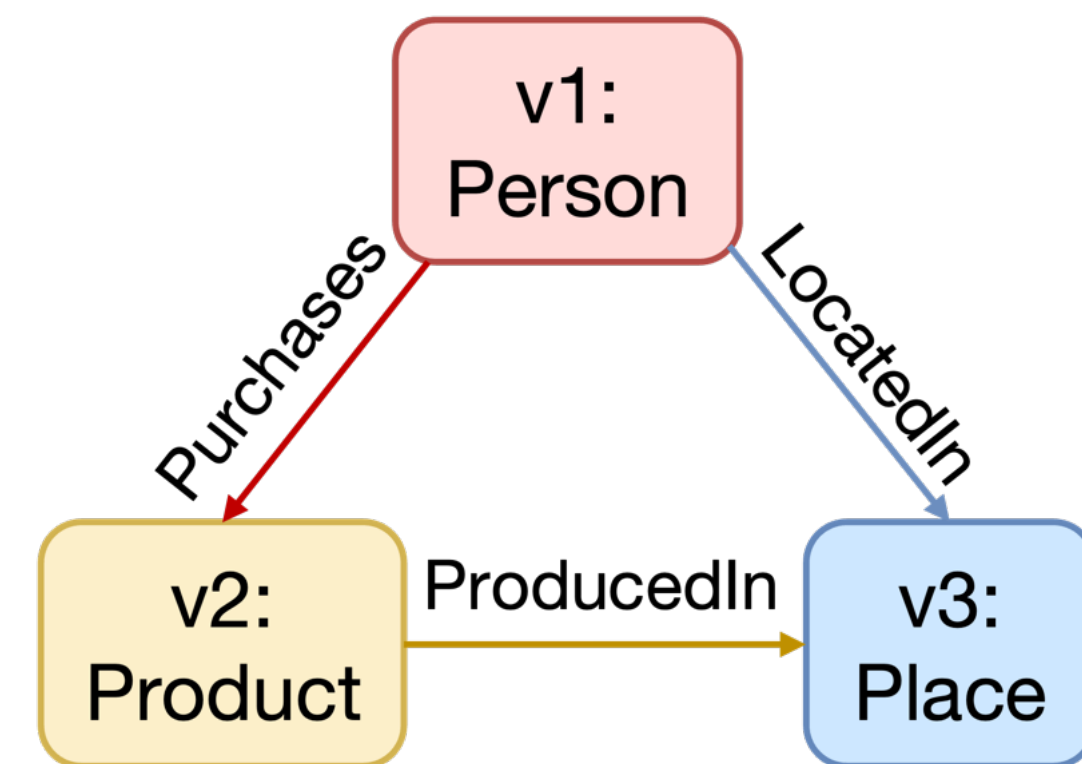 v1:
Person
Purchases
LocatedIn
v2:
Product
ProducedIn
v3:
Place